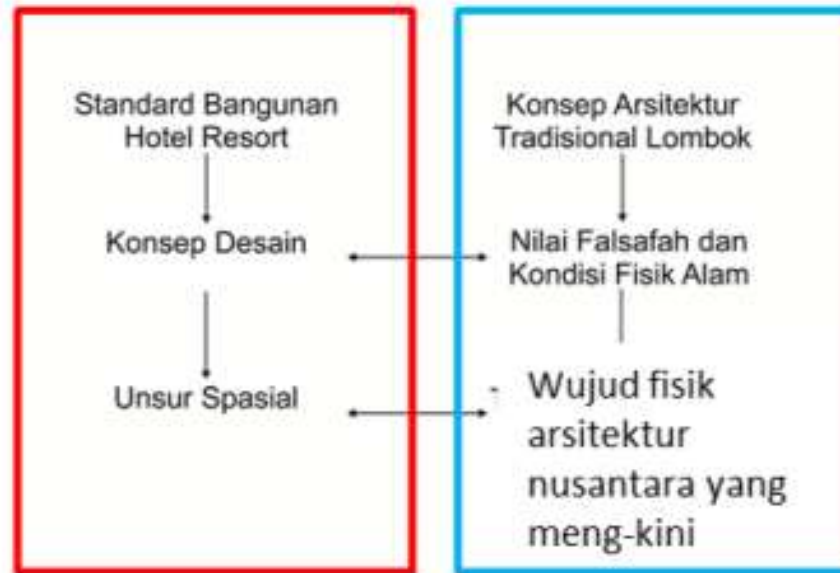 Standard Bangunan
Hotel Resort
Konsep Desain
Unsur Spasial
Konsep Arsitektur
Tradisional Lombok
Nilai Falsafah dan
Kondisi Fisik Alam
Wujud fisik
arsitektur
nusantara yang
meng-kini